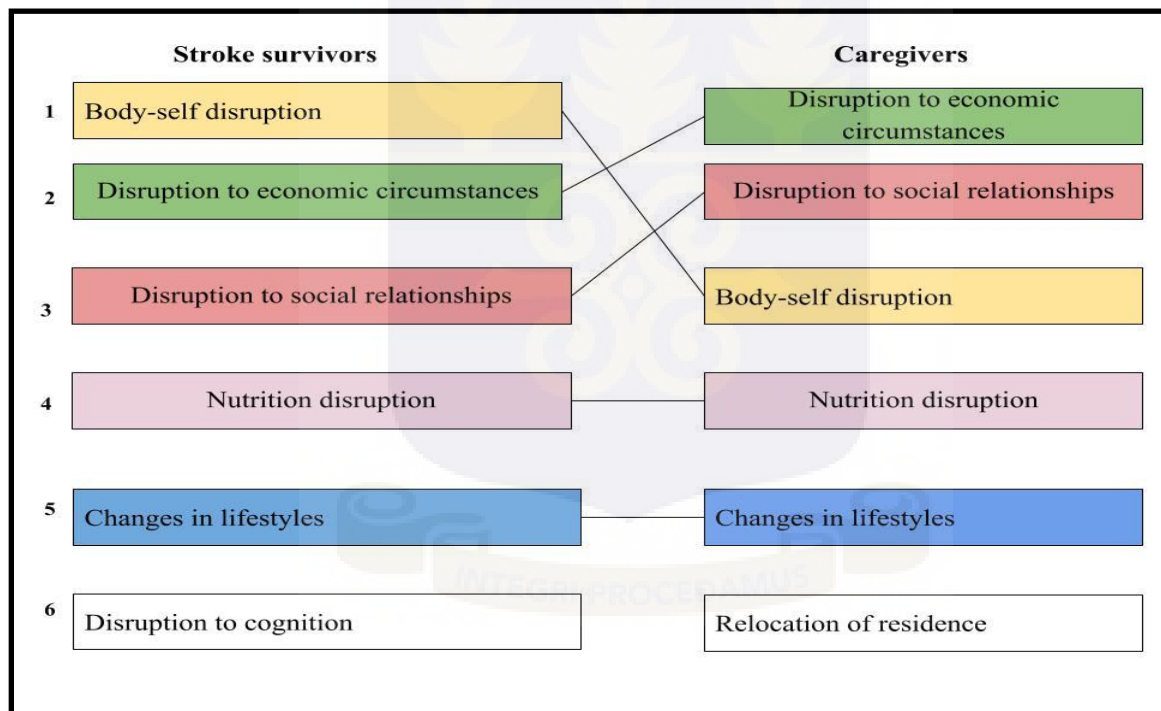 Stroke survivors
Caregivers
1
Body-self disruption
Disruption to economic
circumstances
2
Disruption to economic circumstances
Disruption to social relationships
3
Disruption to social relationships
Body-self disruption
4
Nutrition disruption
Nutrition disruption
5
Changes in lifestyles
Changes in lifestyles
INTEGRI PROCEDAMUS
6
Disruption to cognition
Relocation of residence